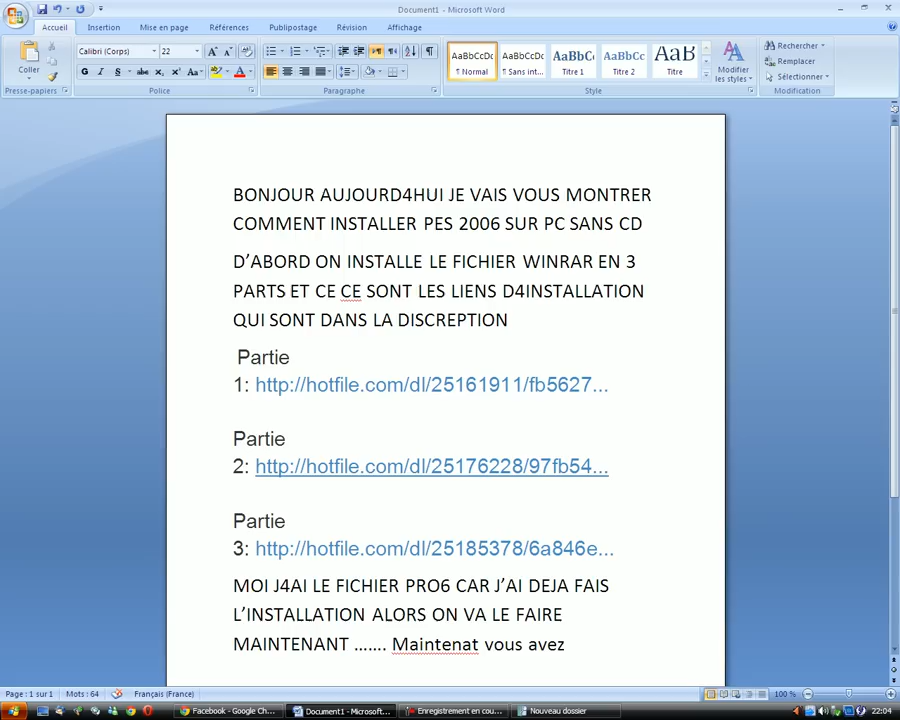 Document1 - Microsoft Word
Accueil Insertion Mise en page Références Publipostage Révision Affichage
Coller
Calibri (Corps) 22
AaBbCcDc AaBbCcDc AaBbC AaBbCc AaB
¶ Normal ¶ Sans int... Titre 1 Titre 2 Titre
Modifier les styles
Rechercher
Remplacer
Sélectionner
Presse-papiers Police Paragraphe Style Modification
BONJOUR AUJOURD4HUI JE VAIS VOUS MONTRER
COMMENT INSTALLER PES 2006 SUR PC SANS CD
D’ABORD ON INSTALLE LE FICHIER WINRAR EN 3
PARTS ET CE CE SONT LES LIENS D4INSTALLATION
QUI SONT DANS LA DISCREPTION
Partie
1: http://hotfile.com/dl/25161911/fb5627...
Partie
2: http://hotfile.com/dl/25176228/97fb54...
Partie
3: http://hotfile.com/dl/25185378/6a846e...
MOI J4AI LE FICHIER PRO6 CAR J’AI DEJA FAIS
L’INSTALLATION ALORS ON VA LE FAIRE
MAINTENANT ....... Maintenat vous avez
Page : 1 sur 1 Mots : 64 Français (France) 100 %
Facebook - Google Ch... Document1 - Microsoft... Enregistrement en cou... Nouveau dossier 22:04